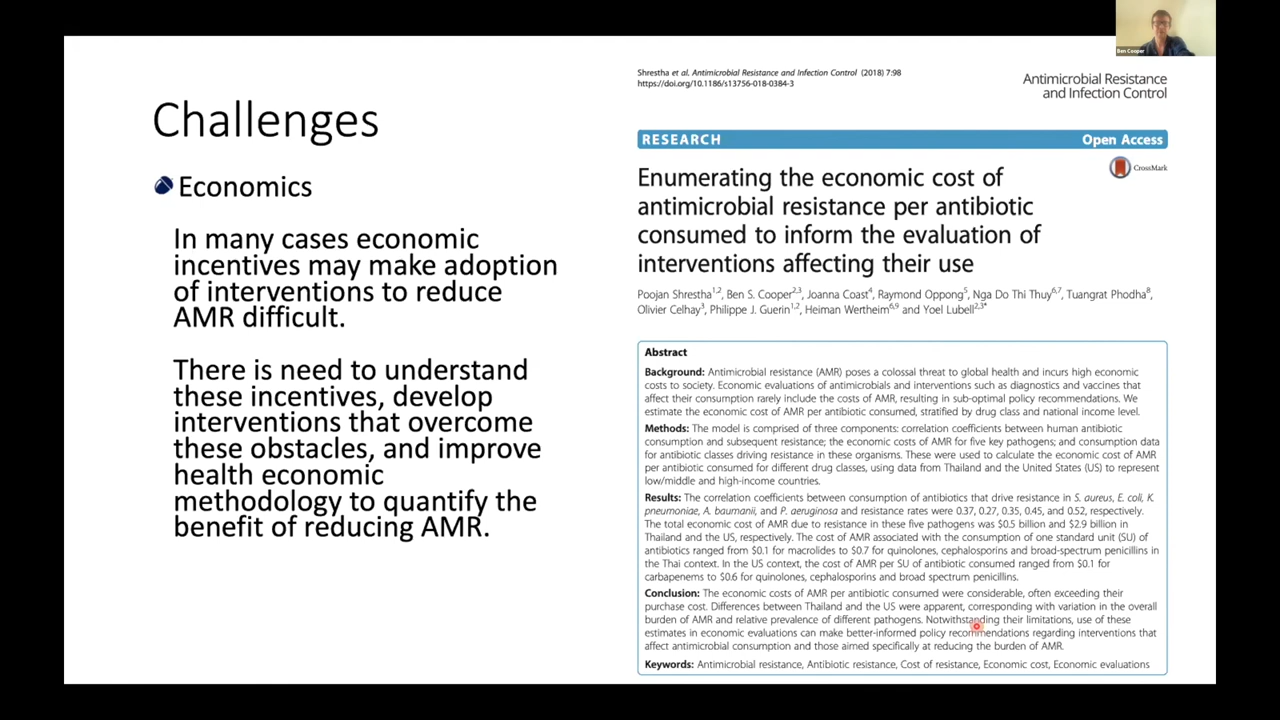 Ben Cooper
Challenges
Economics
In many cases economic
incentives may make adoption
of interventions to reduce
AMR difficult.
There is need to understand
these incentives, develop
interventions that overcome
these obstacles, and improve
health economic
methodology to quantify the
benefit of reducing AMR.
Shrestha et al. Antimicrobial Resistance and Infection Control (2018) 7:98
https://doi.org/10.1186/s13756-018-0384-3
Antimicrobial Resistance
and Infection Control
RESEARCH Open Access
CrossMark
Enumerating the economic cost of
antimicrobial resistance per antibiotic
consumed to inform the evaluation of
interventions affecting their use
Poojan Shrestha1,2, Ben S. Cooper2,3, Joanna Coast4, Raymond Oppong5, Nga Do Thi Thuy6,7, Tuangrat Phodha8,
Olivier Celhay3, Philippe J. Guerin1,2, Heiman Wertheim6,9 and Yoel Lubell2,3*
Abstract
Background: Antimicrobial resistance (AMR) poses a colossal threat to global health and incurs high economic
costs to society. Economic evaluations of antimicrobials and interventions such as diagnostics and vaccines that
affect their consumption rarely include the costs of AMR, resulting in sub-optimal policy recommendations. We
estimate the economic cost of AMR per antibiotic consumed, stratified by drug class and national income level.
Methods: The model is comprised of three components: correlation coefficients between human antibiotic
consumption and subsequent resistance; the economic costs of AMR for five key pathogens; and consumption data
for antibiotic classes driving resistance in these organisms. These were used to calculate the economic cost of AMR
per antibiotic consumed for different drug classes, using data from Thailand and the United States (US) to represent
low/middle and high-income countries.
Results: The correlation coefficients between consumption of antibiotics that drive resistance in S. aureus, E. coli, K.
pneumoniae, A. baumanii, and P. aeruginosa and resistance rates were 0.37, 0.27, 0.35, 0.45, and 0.52, respectively.
The total economic cost of AMR due to resistance in these five pathogens was $0.5 billion and $2.9 billion in
Thailand and the US, respectively. The cost of AMR associated with the consumption of one standard unit (SU) of
antibiotics ranged from $0.1 for macrolides to $0.7 for quinolones, cephalosporins and broad-spectrum penicillins in
the Thai context. In the US context, the cost of AMR per SU of antibiotic consumed ranged from $0.1 for
carbapenems to $0.6 for quinolones, cephalosporins and broad spectrum penicillins.
Conclusion: The economic costs of AMR per antibiotic consumed were considerable, often exceeding their
purchase cost. Differences between Thailand and the US were apparent, corresponding with variation in the overall
burden of AMR and relative prevalence of different pathogens. Notwithstanding their limitations, use of these
estimates in economic evaluations can make better-informed policy recommendations regarding interventions that
affect antimicrobial consumption and those aimed specifically at reducing the burden of AMR.
Keywords: Antimicrobial resistance, Antibiotic resistance, Cost of resistance, Economic cost, Economic evaluations